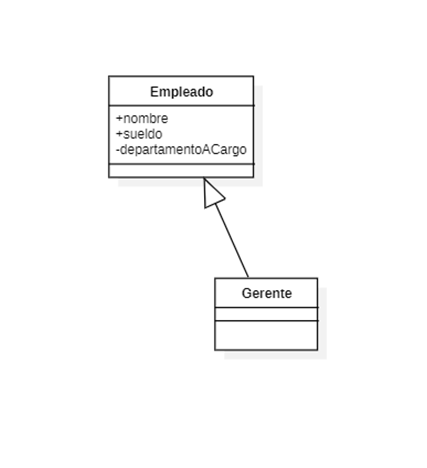 Empleado
+nombre
+sueldo
-departamentoACargo
Gerente